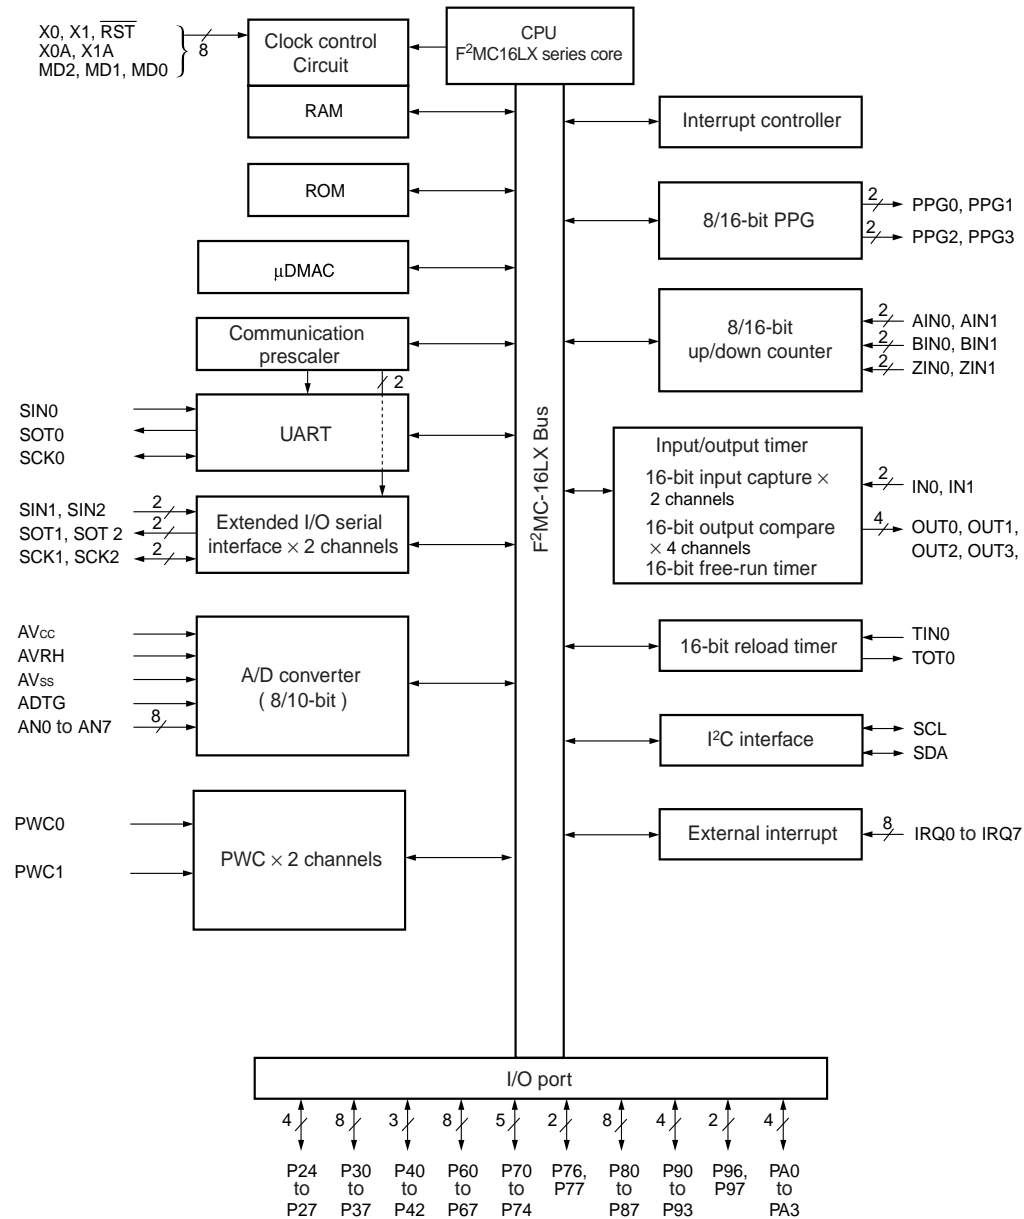 X0, X1, RST
X0A, X1A
MD2, MD1, MD0
8
Clock control
Circuit
CPU
F²MC16LX series core
RAM
Interrupt controller
ROM
8/16-bit PPG
2
PPG0, PPG1
2
PPG2, PPG3
µDMAC
8/16-bit
up/down counter
2
AIN0, AIN1
2
BIN0, BIN1
2
ZIN0, ZIN1
Communication
prescaler
2
SIN0
SOT0
SCK0
UART
F²MC-16LX Bus
Input/output timer
16-bit input capture ×
2 channels
16-bit output compare
× 4 channels
16-bit free-run timer
2
IN0, IN1
4
OUT0, OUT1,
OUT2, OUT3,
SIN1, SIN2
2
SOT1, SOT 2
2
SCK1, SCK2
2
Extended I/O serial
interface × 2 channels
AVcc
AVRH
AVss
ADTG
AN0 to AN7
8
A/D converter
( 8/10-bit )
16-bit reload timer
TIN0
TOT0
I²C interface
SCL
SDA
PWC0
PWC1
PWC × 2 channels
External interrupt
8
IRQ0 to IRQ7
I/O port
4 8 3 8 5 2 8 4 2 4
P24 P30 P40 P60 P70 P76, P80 P90 P96, PA0
to to to to to P77 to to P97 to
P27 P37 P42 P67 P74 P87 P93 PA3